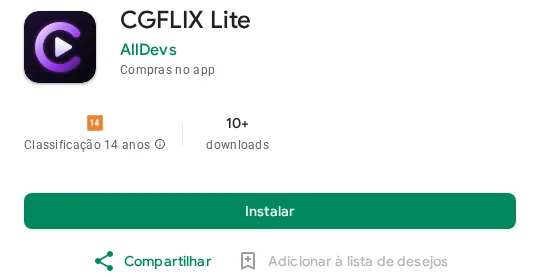 CGFLIX Lite
AllDevs
Compras no app
14
10+
Classificação 14 anos
downloads
Instalar
Compartilhar
Adicionar à lista de desejos